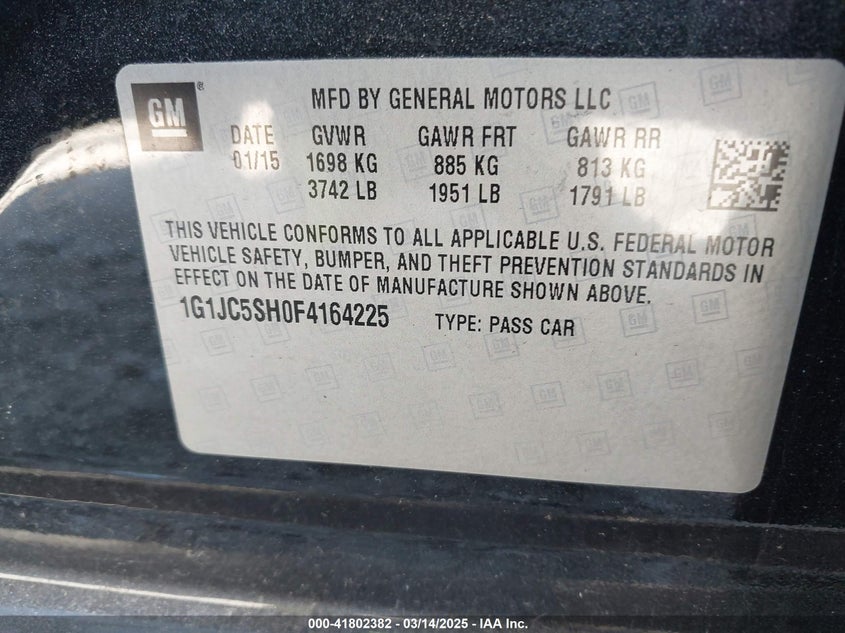 GM ®
MFD BY GENERAL MOTORS LLC
DATE GVWR GAWR FRT GAWR RR
01/15 1698 KG 885 KG 813 KG
3742 LB 1951 LB 1791 LB
THIS VEHICLE CONFORMS TO ALL APPLICABLE U.S. FEDERAL MOTOR
VEHICLE SAFETY, BUMPER, AND THEFT PREVENTION STANDARDS IN
EFFECT ON THE DATE OF MANUFACTURE SHOWN ABOVE.
1G1JC5SH0F4164225 TYPE: PASS CAR
000-41802382 - 03/14/2025 - IAA Inc.